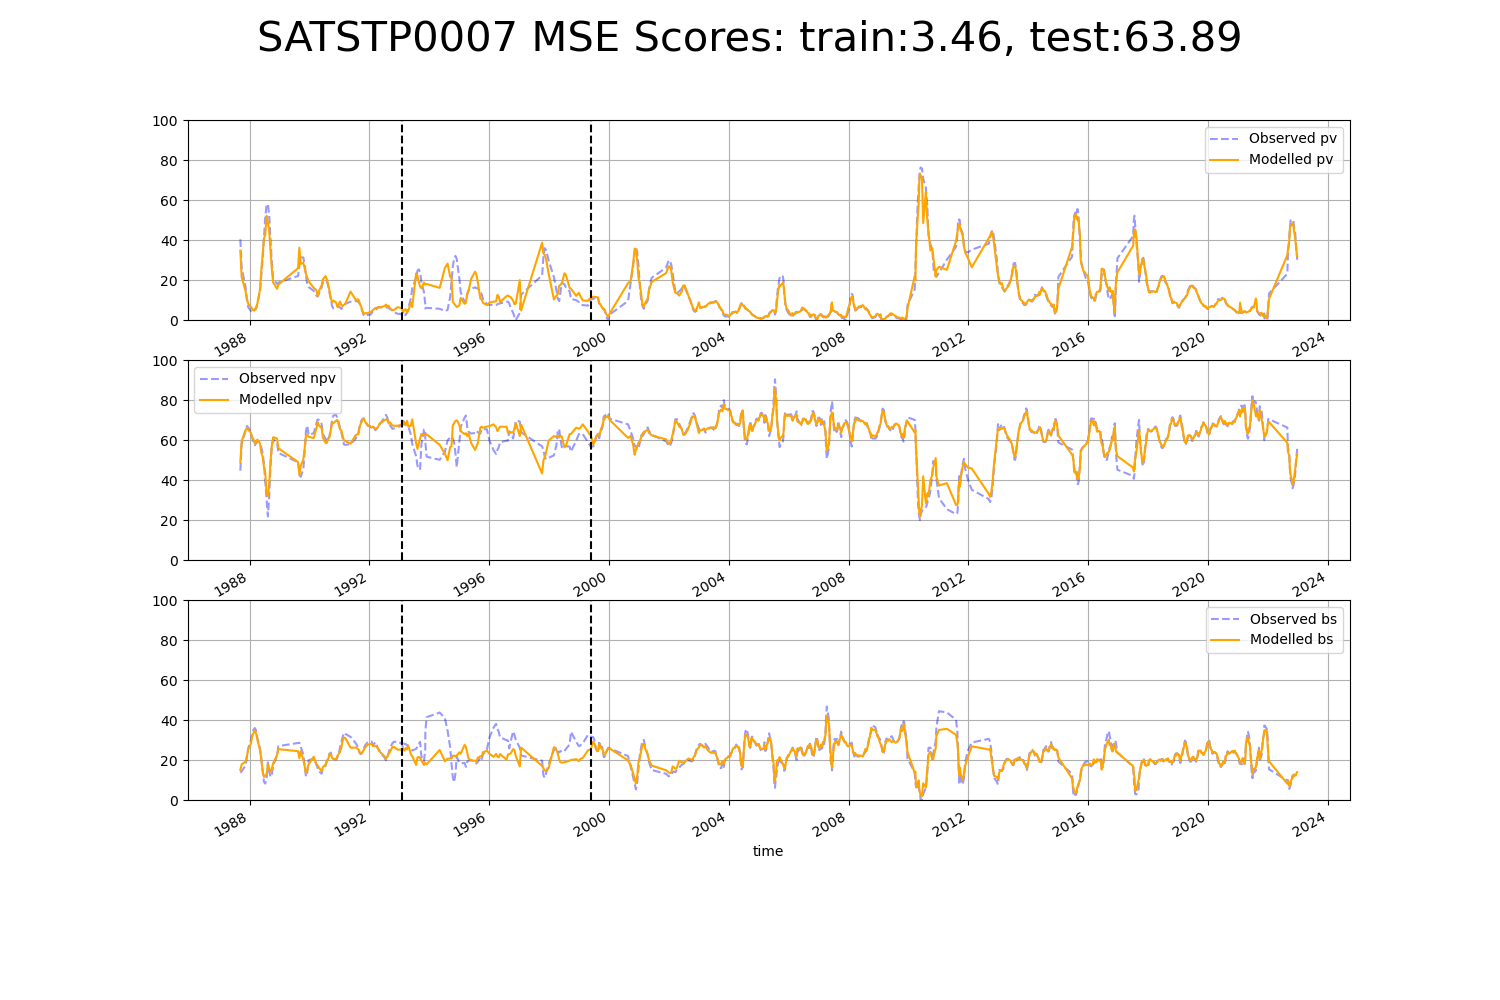 SATSTP0007 MSE Scores: train:3.46, test:63.89
100
80
60
40
20
0
Observed pv
Modelled pv
1988 1992 1996 2000 2004 2008 2012 2016 2020 2024
100
80
60
40
20
0
Observed npv
Modelled npv
1988 1992 1996 2000 2004 2008 2012 2016 2020 2024
100
80
60
40
20
0
Observed bs
Modelled bs
1988 1992 1996 2000 2004 2008 2012 2016 2020 2024
time